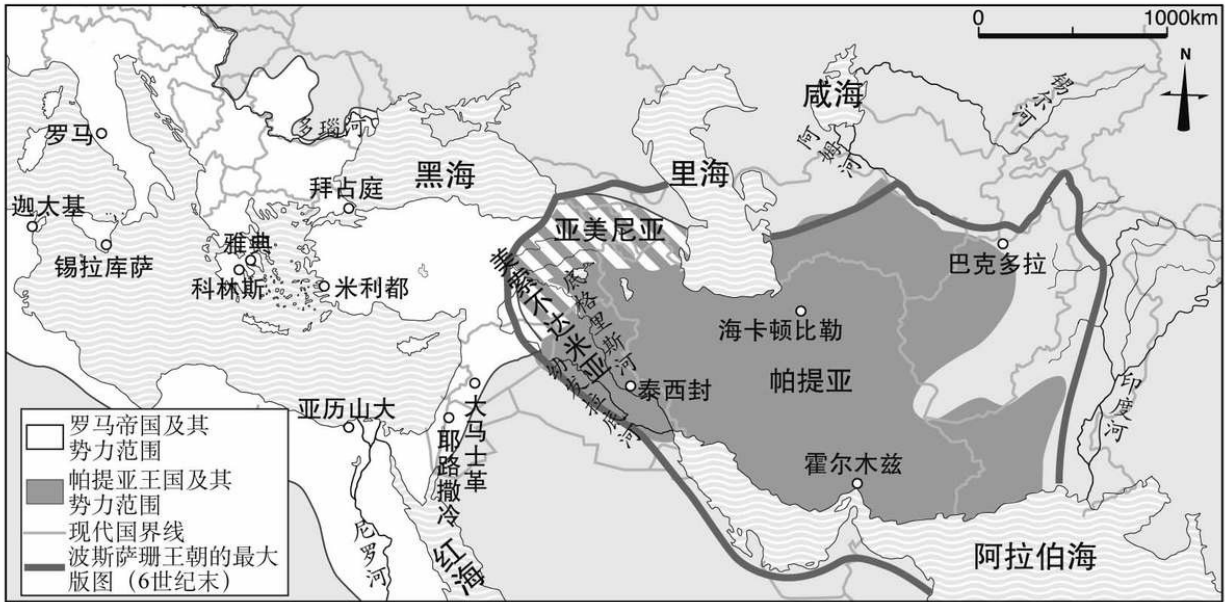 0 1000km
N
咸海
锡尔河
阿姆河
多瑙河
罗马
里海
黑海
拜占庭
迦太基
亚美尼亚
雅典
锡拉库萨
科林斯
米利都
巴克多拉
美索不达米亚
底格里斯河
幼发拉底河
海卡顿比勒
帕提亚
泰西封
印度河
亚历山大
大马士革
耶路撒冷
霍尔木兹
尼罗河
红海
阿拉伯海
罗马帝国及其
势力范围
帕提亚王国及其
势力范围
现代国界线
波斯萨珊王朝的最大
版图（6世纪末）